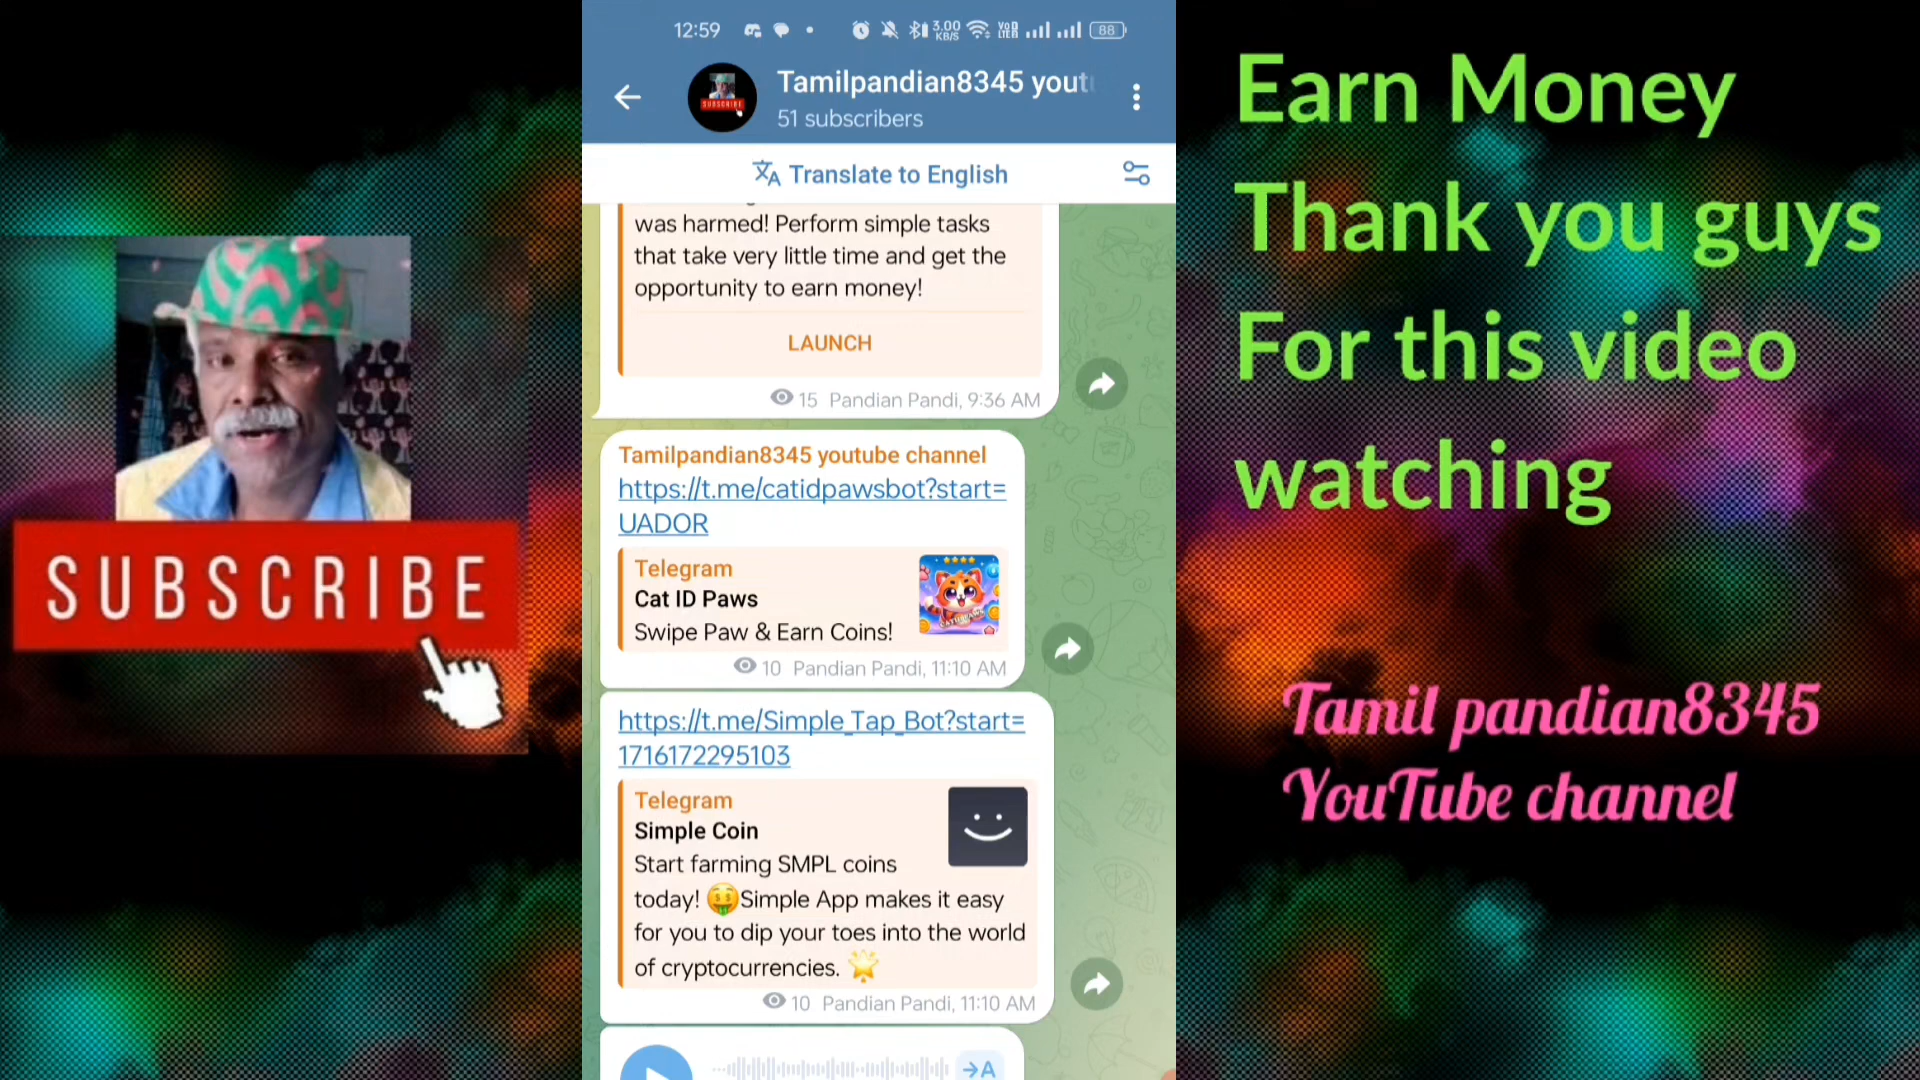 SUBSCRIBE
12:59
3.00
KB/S
88
SUBSCRIBE
Tamilpandian8345 yout
51 subscribers
Translate to English
was harmed! Perform simple tasks
that take very little time and get the
opportunity to earn money!
LAUNCH
15 Pandian Pandi, 9:36 AM
Tamilpandian8345 youtube channel
https://t.me/catidpawsbot?start=
UADOR
Telegram
Cat ID Paws
Swipe Paw & Earn Coins!
10 Pandian Pandi, 11:10 AM
https://t.me/Simple_Tap_Bot?start=
1716172295103
Telegram
Simple Coin
Start farming SMPL coins
today! 🤑Simple App makes it easy
for you to dip your toes into the world
of cryptocurrencies. 🌟
10 Pandian Pandi, 11:10 AM
→A
Earn Money
Thank you guys
For this video
watching
Tamil pandian8345
YouTube channel